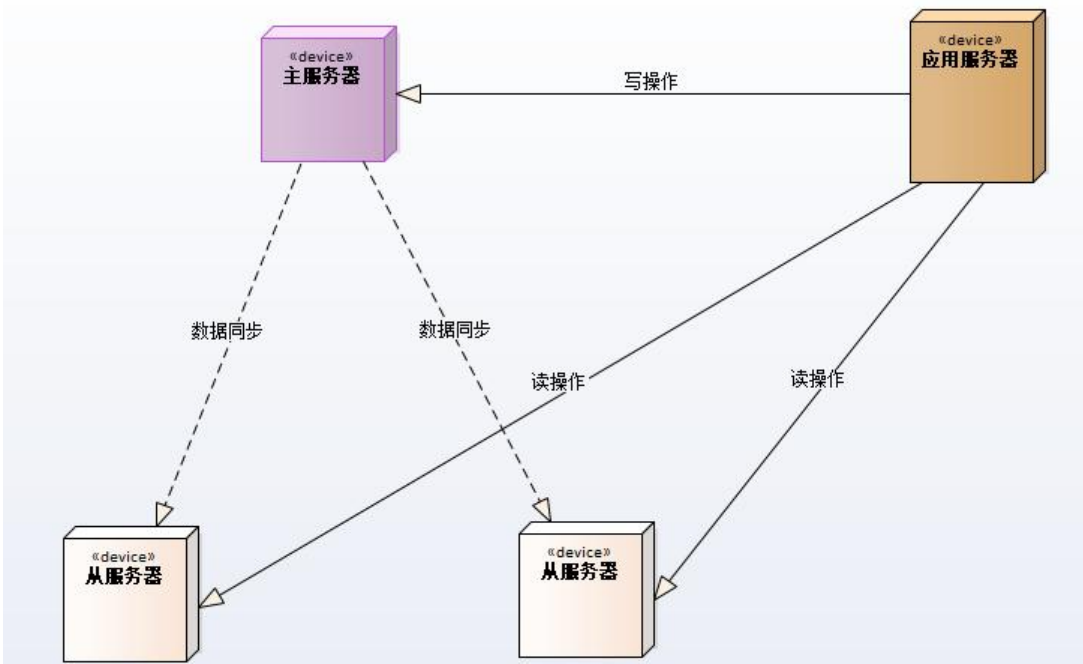 «device»
主服务器
«device»
应用服务器
写操作
数据同步
数据同步
读操作
读操作
«device»
从服务器
«device»
从服务器